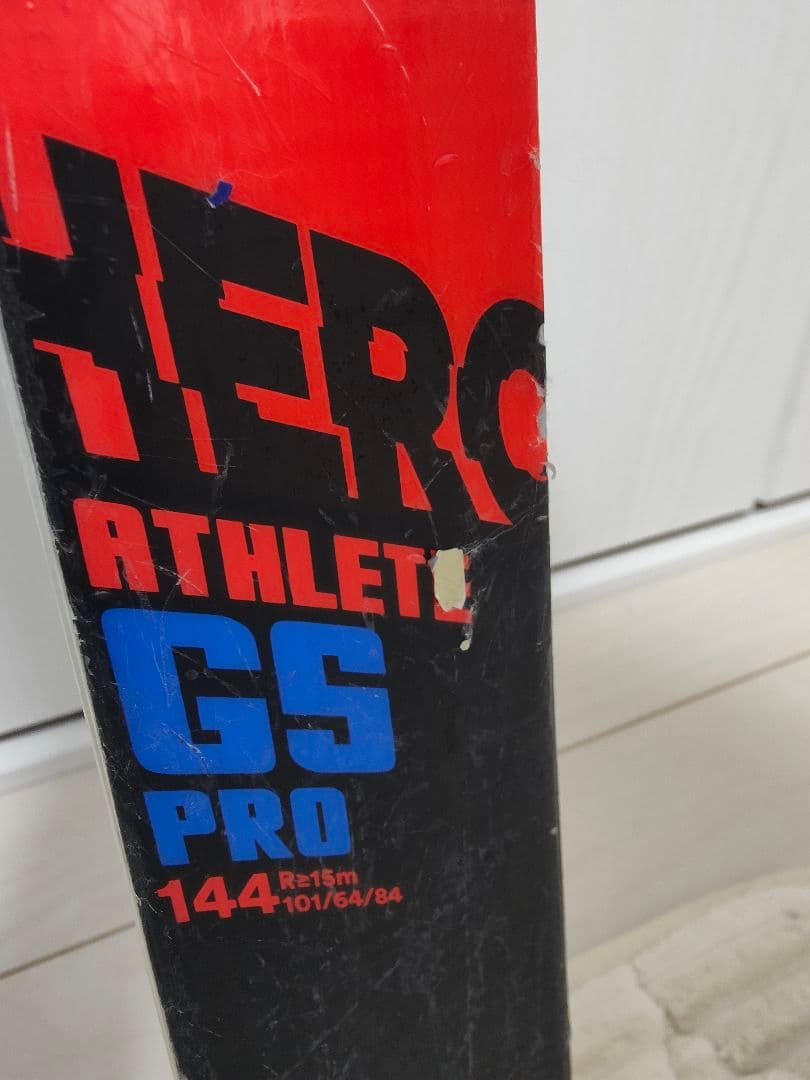 HERO
ATHLETE
GS
PRO
144 R≥15m
101/64/84